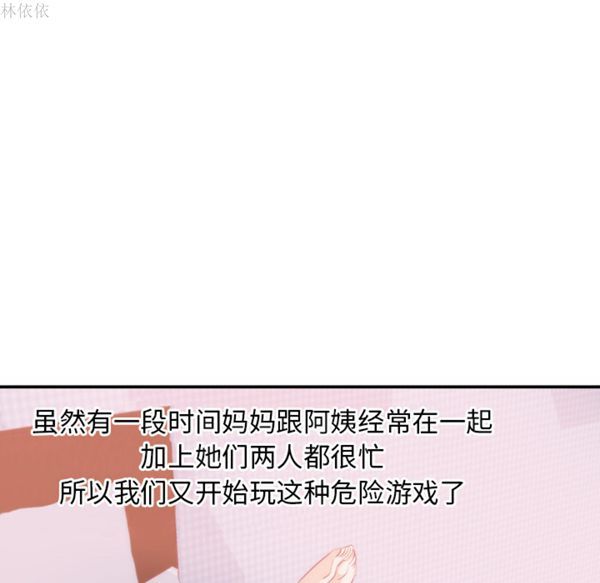 林依依
虽然有一段时间妈妈跟阿姨经常在一起
加上她们两人都很忙
所以我们又开始玩这种危险游戏了